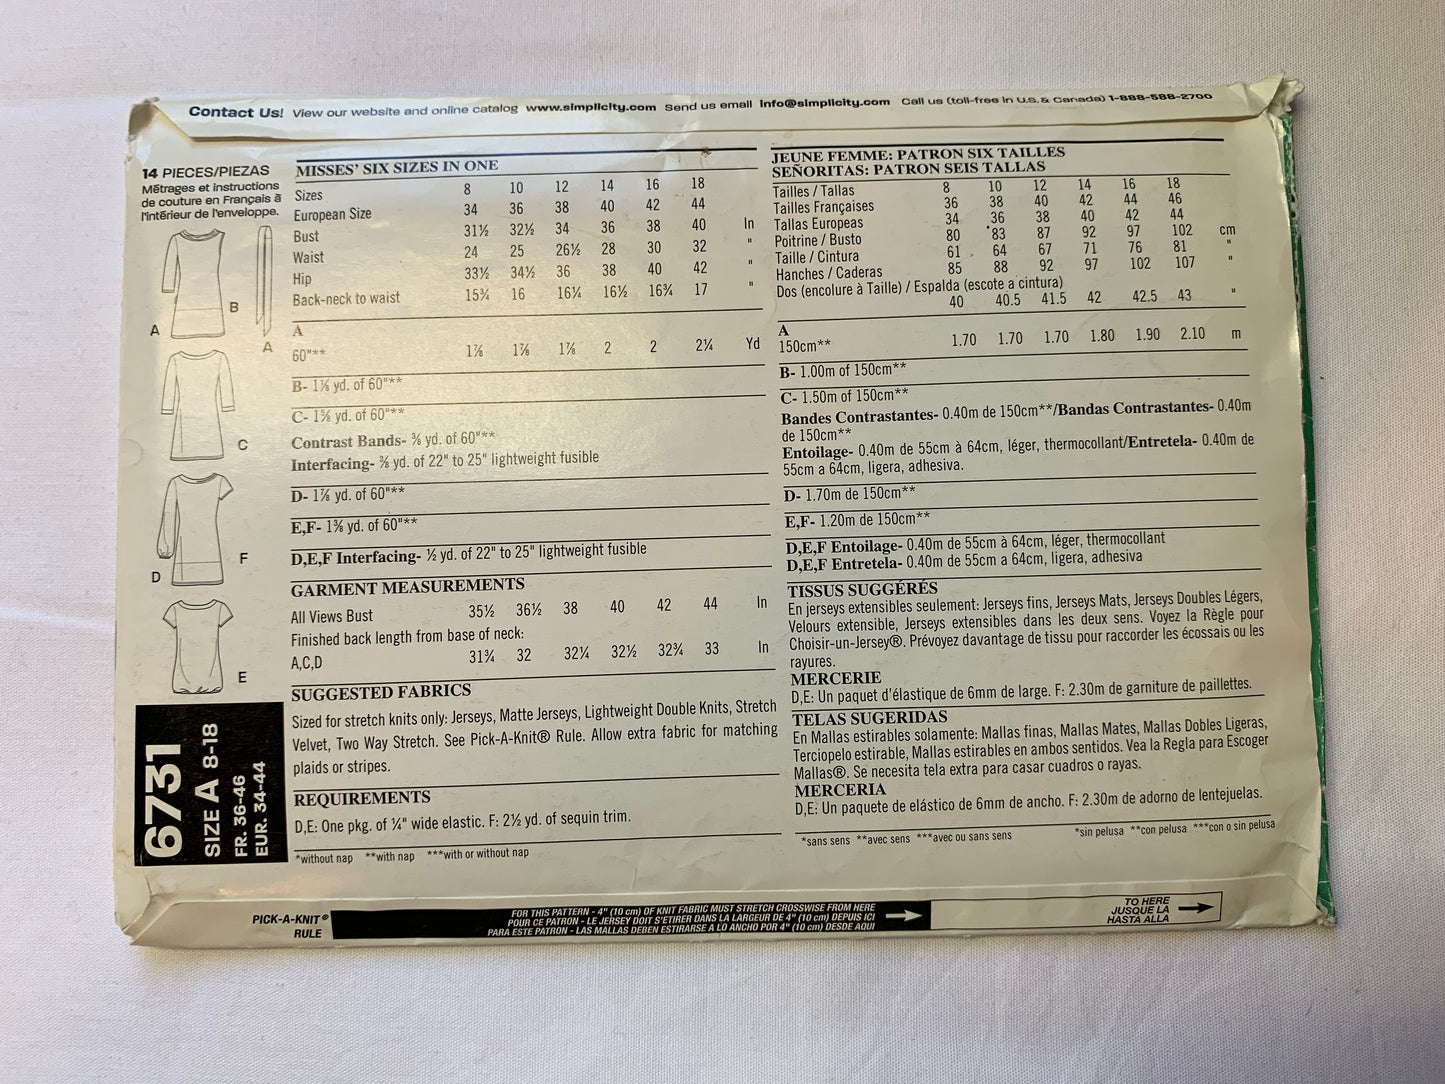 Contact Us! View our website and online catalog www.simplicity.com Send us email info@simplicity.com Call us (toll-free in U.S. & Canada) 1-888-588-2700
14 PIECES/PIEZAS
Métrages et instructions
de couture en Français à
l'intérieur de l'enveloppe.
A
B
A
C
D
F
E
6731
SIZE A 8-18
FR. 36-46
EUR. 34-44
MISSES' SIX SIZES IN ONE
Sizes 8 10 12 14 16 18
European Size 34 36 38 40 42 44
Bust 31½ 32½ 34 36 38 40 In
Waist 24 25 26½ 28 30 32 "
Hip 33½ 34½ 36 38 40 42 "
Back-neck to waist 15¾ 16 16¼ 16½ 16¾ 17 "
A
60"** 1⅞ 1⅞ 1⅞ 2 2 2¼ Yd
B- 1⅛ yd. of 60"**
C- 1⅝ yd. of 60"**
Contrast Bands- ⅜ yd. of 60"**
Interfacing- ⅜ yd. of 22" to 25" lightweight fusible
D- 1⅞ yd. of 60"**
E,F- 1⅜ yd. of 60"**
D,E,F Interfacing- ½ yd. of 22" to 25" lightweight fusible
GARMENT MEASUREMENTS
All Views Bust 35½ 36½ 38 40 42 44 In
Finished back length from base of neck:
A,C,D 31¾ 32 32¼ 32½ 32¾ 33 In
SUGGESTED FABRICS
Sized for stretch knits only: Jerseys, Matte Jerseys, Lightweight Double Knits, Stretch
Velvet, Two Way Stretch. See Pick-A-Knit® Rule. Allow extra fabric for matching
plaids or stripes.
REQUIREMENTS
D,E: One pkg. of ¼" wide elastic. F: 2½ yd. of sequin trim.
*without nap **with nap ***with or without nap
JEUNE FEMME: PATRON SIX TAILLES
SEÑORITAS: PATRON SEIS TALLAS
Tailles / Tallas 8 10 12 14 16 18
Tailles Françaises 36 38 40 42 44 46
Tallas Europeas 34 36 38 40 42 44
Poitrine / Busto 80 83 87 92 97 102 cm
Taille / Cintura 61 64 67 71 76 81 "
Hanches / Caderas 85 88 92 97 102 107 "
Dos (encolure à Taille) / Espalda (escote a cintura)
40 40.5 41.5 42 42.5 43 "
A
150cm** 1.70 1.70 1.70 1.80 1.90 2.10 m
B- 1.00m of 150cm**
C- 1.50m of 150cm**
Bandes Contrastantes- 0.40m de 150cm**/Bandas Contrastantes- 0.40m
de 150cm**
Entoilage- 0.40m de 55cm à 64cm, léger, thermocollant/Entretela- 0.40m de
55cm a 64cm, ligera, adhesiva.
D- 1.70m de 150cm**
E,F- 1.20m de 150cm**
D,E,F Entoilage- 0.40m de 55cm à 64cm, léger, thermocollant
D,E,F Entretela- 0.40m de 55cm a 64cm, ligera, adhesiva
TISSUS SUGGÉRÉS
En jerseys extensibles seulement: Jerseys fins, Jerseys Mats, Jerseys Doubles Légers,
Velours extensible, Jerseys extensibles dans les deux sens. Voyez la Règle pour
Choisir-un-Jersey®. Prévoyez davantage de tissu pour raccorder les écossais ou les
rayures.
MERCERIE
D,E: Un paquet d'élastique de 6mm de large. F: 2.30m de garniture de paillettes.
TELAS SUGERIDAS
En Mallas estirables solamente: Mallas finas, Mallas Mates, Mallas Dobles Ligeras,
Terciopelo estirable, Mallas estirables en ambos sentidos. Vea la Regla para Escoger
Mallas®. Se necesita tela extra para casar cuadros o rayas.
MERCERIA
D,E: Un paquete de elástico de 6mm de ancho. F: 2.30m de adorno de lentejuelas.
*sans sens **avec sens ***avec ou sans sens *sin pelusa **con pelusa ***con o sin pelusa
PICK-A-KNIT®
RULE
FOR THIS PATTERN - 4" (10 cm) OF KNIT FABRIC MUST STRETCH CROSSWISE FROM HERE
POUR CE PATRON - LE JERSEY DOIT S'ETIRER DANS LA LARGEUR DE 4" (10 cm) DEPUIS ICI
PARA ESTE PATRON - LAS MALLAS DEBEN ESTIRARSE A LO ANCHO POR 4" (10 cm) DESDE AQUI
TO HERE
JUSQUE LA
HASTA ALLA